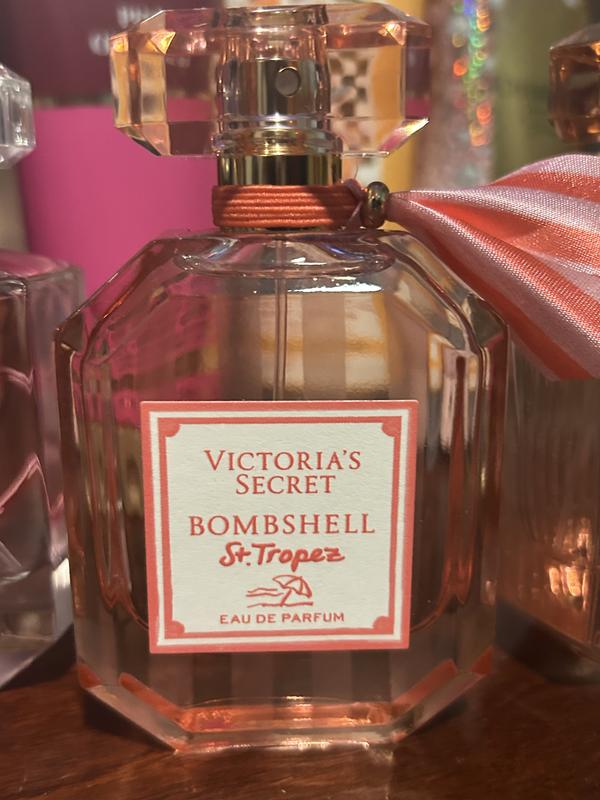 VICTORIA'S
SECRET
BOMBSHELL
St. Tropez
EAU DE PARFUM